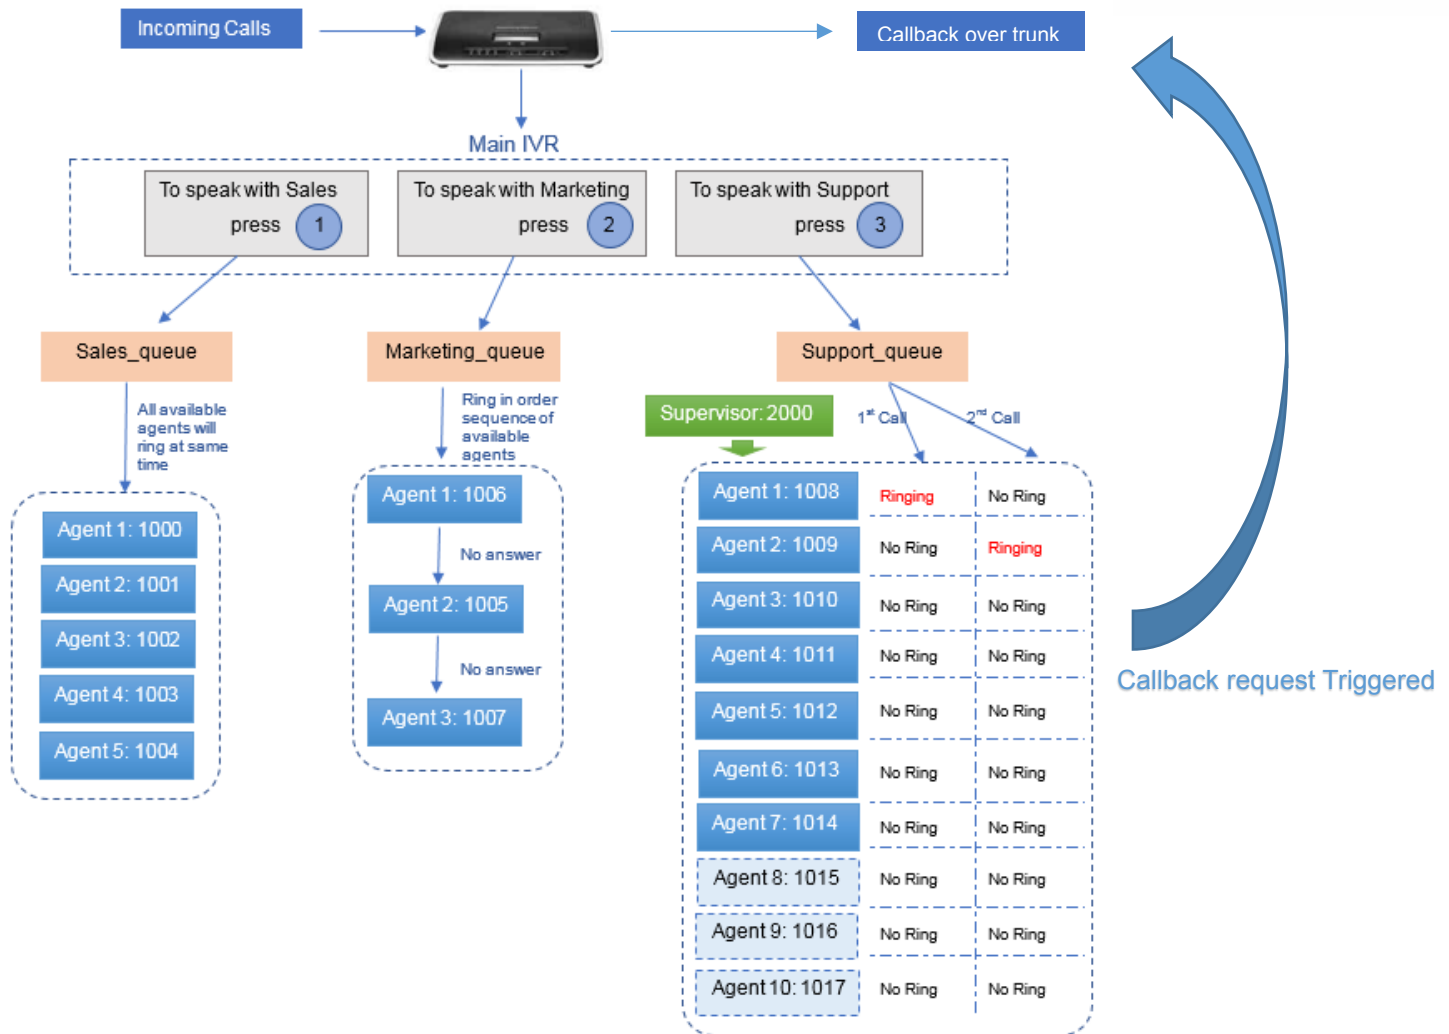 Incoming Calls
Callback over trunk
Main IVR
To speak with Sales
press 1
To speak with Marketing
press 2
To speak with Support
press 3
Sales_queue
Marketing_queue
Support_queue
All available
agents will
ring at same
time
Ring in order
sequence of
available
agents
Supervisor: 2000
1st Call
2nd Call
Agent 1: 1000
Agent 2: 1001
Agent 3: 1002
Agent 4: 1003
Agent 5: 1004
Agent 1: 1006
No answer
Agent 2: 1005
No answer
Agent 3: 1007
Agent 1: 1008 Ringing No Ring
Agent 2: 1009 No Ring Ringing
Agent 3: 1010 No Ring No Ring
Agent 4: 1011 No Ring No Ring
Agent 5: 1012 No Ring No Ring
Agent 6: 1013 No Ring No Ring
Agent 7: 1014 No Ring No Ring
Agent 8: 1015 No Ring No Ring
Agent 9: 1016 No Ring No Ring
Agent 10: 1017 No Ring No Ring
Callback request Triggered